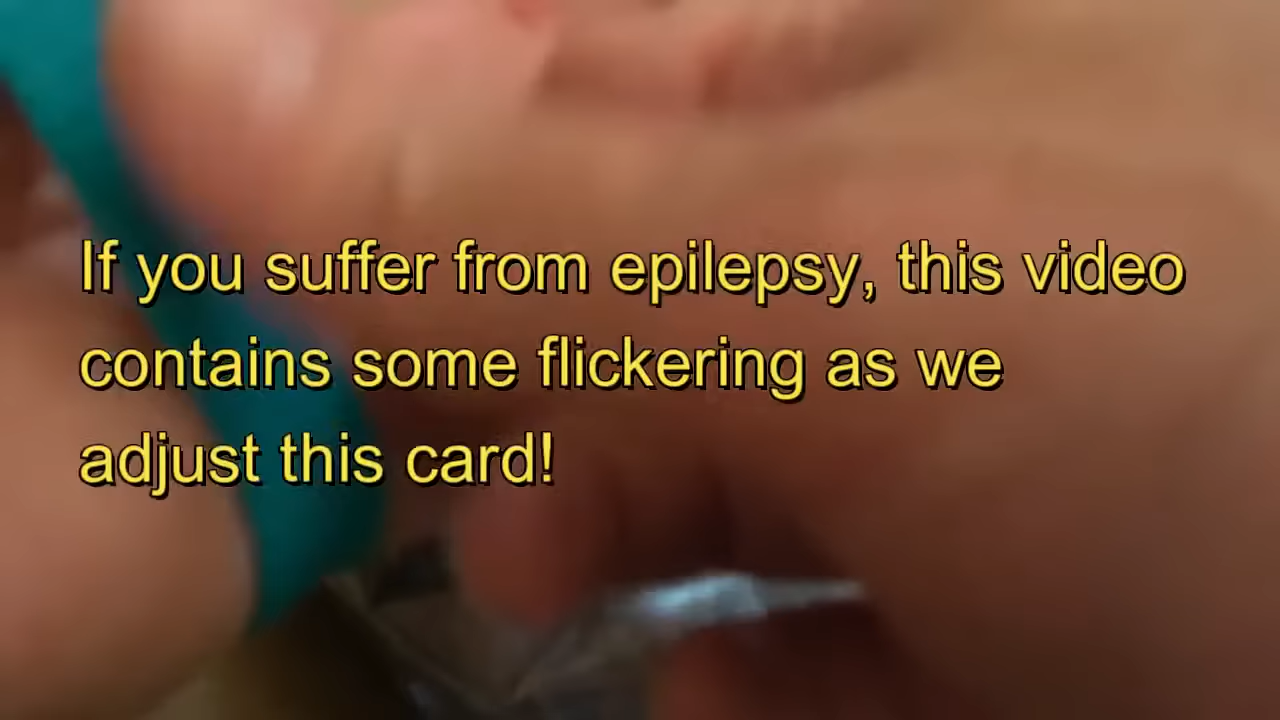 If you suffer from epilepsy, this video
contains some flickering as we
adjust this card!